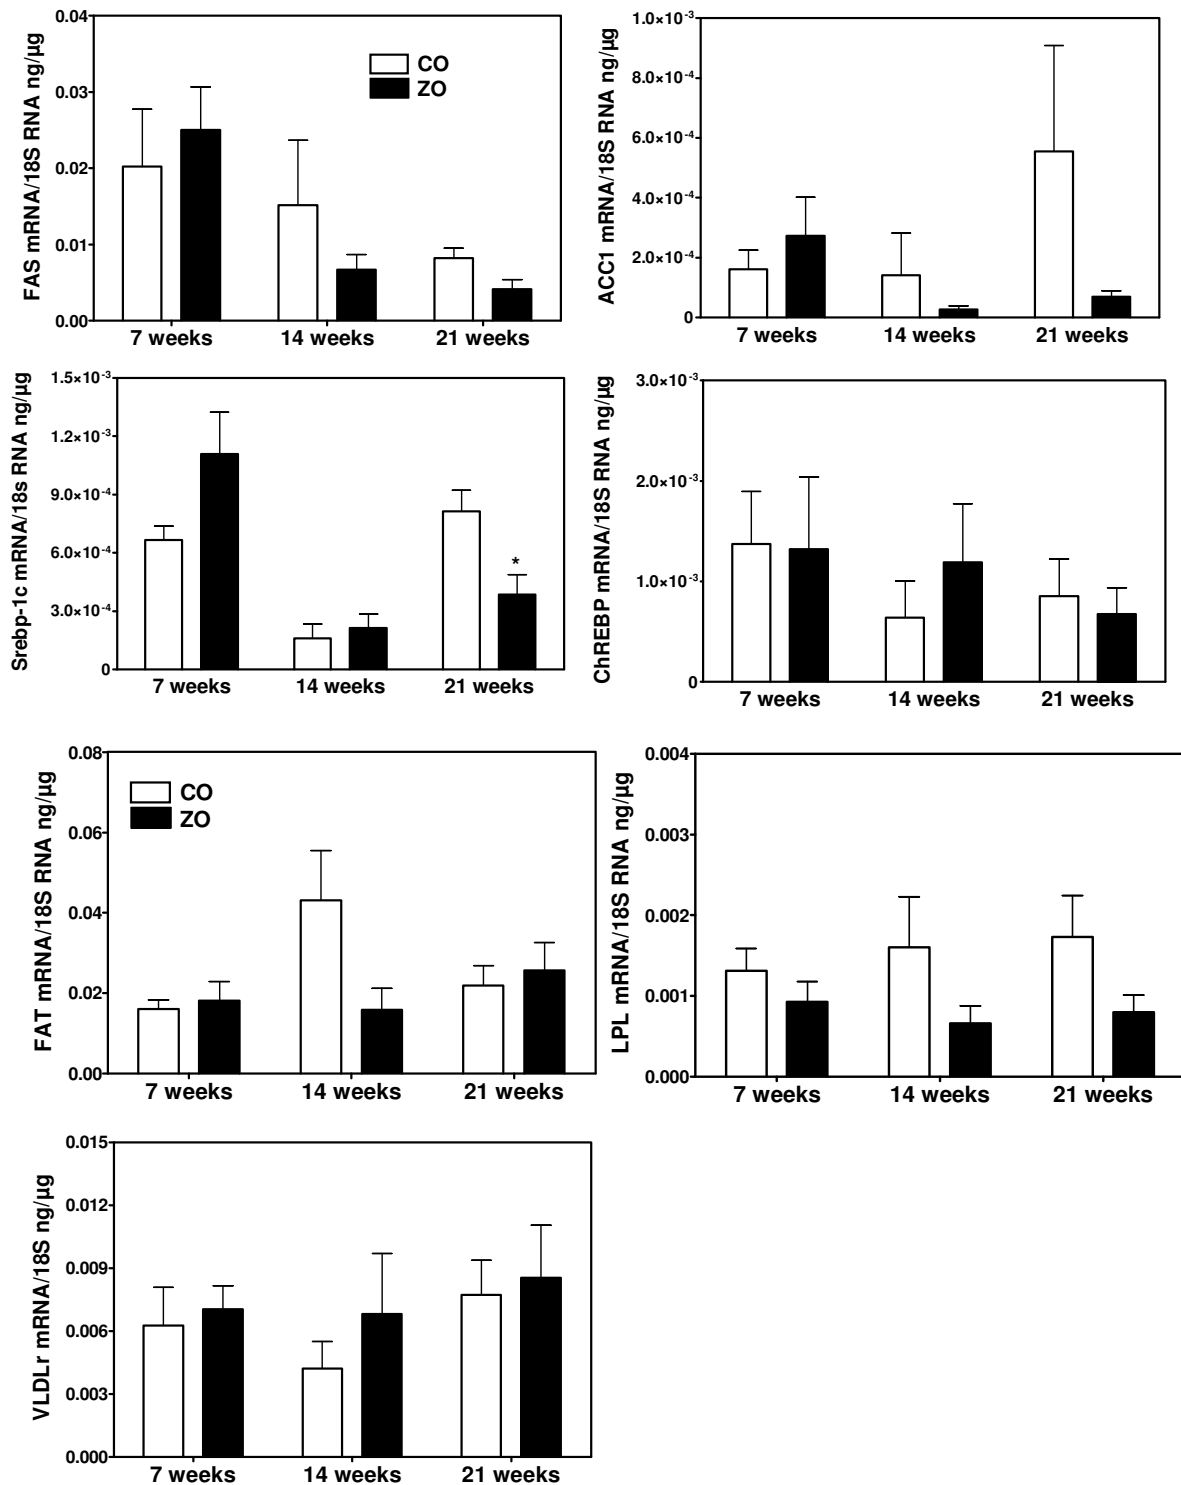 FAS mRNA/18S RNA ng/µg
0.04
0.03
0.02
0.01
0.00
CO
ZO
7 weeks
14 weeks
21 weeks
ACC1 mRNA/18S RNA ng/µg
1.0×10⁻³
8.0×10⁻⁴
6.0×10⁻⁴
4.0×10⁻⁴
2.0×10⁻⁴
0
7 weeks
14 weeks
21 weeks
Srebp-1c mRNA/18s RNA ng/µg
1.5×10⁻³
1.2×10⁻³
9.0×10⁻⁴
6.0×10⁻⁴
3.0×10⁻⁴
0
*
7 weeks
14 weeks
21 weeks
ChREBP mRNA/18S RNA ng/µg
3.0×10⁻³
2.0×10⁻³
1.0×10⁻³
0
7 weeks
14 weeks
21 weeks
FAT mRNA/18S RNA ng/µg
0.08
0.06
0.04
0.02
0.00
CO
ZO
7 weeks
14 weeks
21 weeks
LPL mRNA/18S RNA ng/µg
0.004
0.003
0.002
0.001
0.000
7 weeks
14 weeks
21 weeks
VLDLr mRNA/18S ng/µg
0.015
0.012
0.009
0.006
0.003
0.000
7 weeks
14 weeks
21 weeks